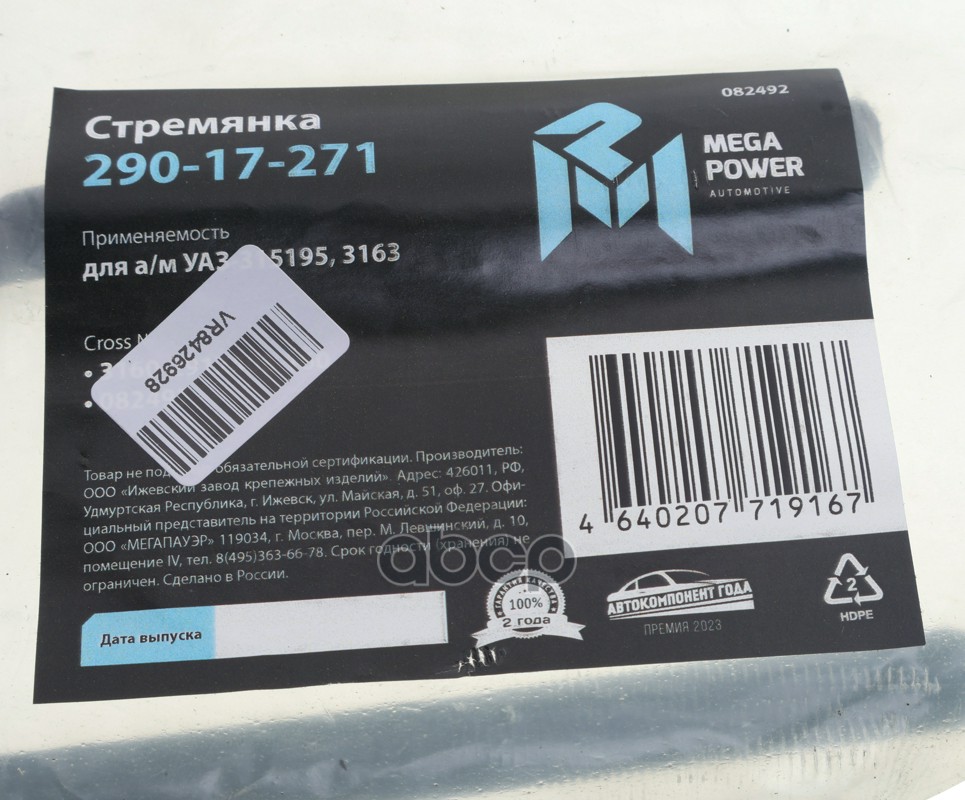 082492
Стремянка
290-17-271
MEGA
POWER
AUTOMOTIVE
Применяемость
для а/м УАЗ 315195, 3163
VR8426928
Cross
Товар не обязательной сертификации. Производитель:
ООО «Ижевский завод крепежных изделий». Адрес: 426011, РФ,
Удмуртская Республика, г. Ижевск, ул. Майская, д. 51, оф. 27. Офи-
циальный представитель на территории Российской Федерации:
ООО «МЕГАПАУЭР» 119034, г. Москва, пер. М. Левшинский, д. 10,
помещение IV, тел. 8(495)363-66-78. Срок годности (хранения) не
ограничен. Сделано в России.
4 640207 719167
abcp
Дата выпуска
ГАРАНТИЯ КАЧЕСТВА
100%
2 года
АВТОКОМПОНЕНТ ГОДА
ПРЕМИЯ 2023
2
HDPE